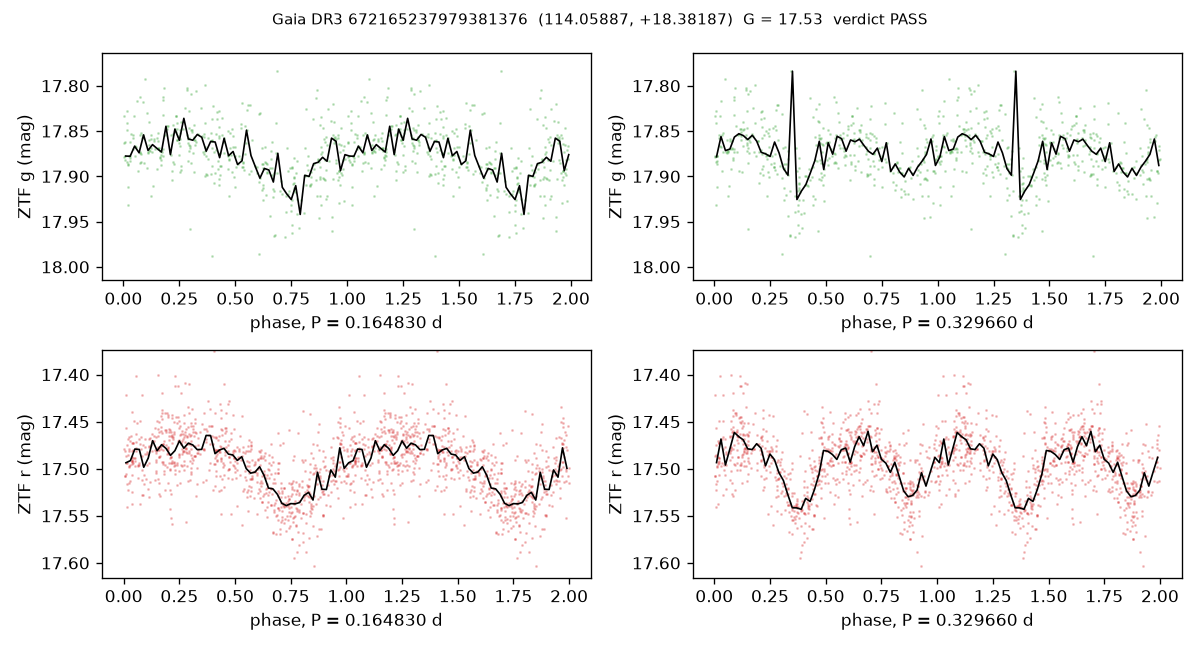 Gaia DR3 672165237979381376 (114.05887, +18.38187) G = 17.53 verdict PASS
ZTF g (mag)
17.80
17.85
17.90
17.95
18.00
0.00 0.25 0.50 0.75 1.00 1.25 1.50 1.75 2.00
phase, P = 0.164830 d
ZTF g (mag)
17.80
17.85
17.90
17.95
18.00
0.00 0.25 0.50 0.75 1.00 1.25 1.50 1.75 2.00
phase, P = 0.329660 d
ZTF r (mag)
17.40
17.45
17.50
17.55
17.60
0.00 0.25 0.50 0.75 1.00 1.25 1.50 1.75 2.00
phase, P = 0.164830 d
ZTF r (mag)
17.40
17.45
17.50
17.55
17.60
0.00 0.25 0.50 0.75 1.00 1.25 1.50 1.75 2.00
phase, P = 0.329660 d